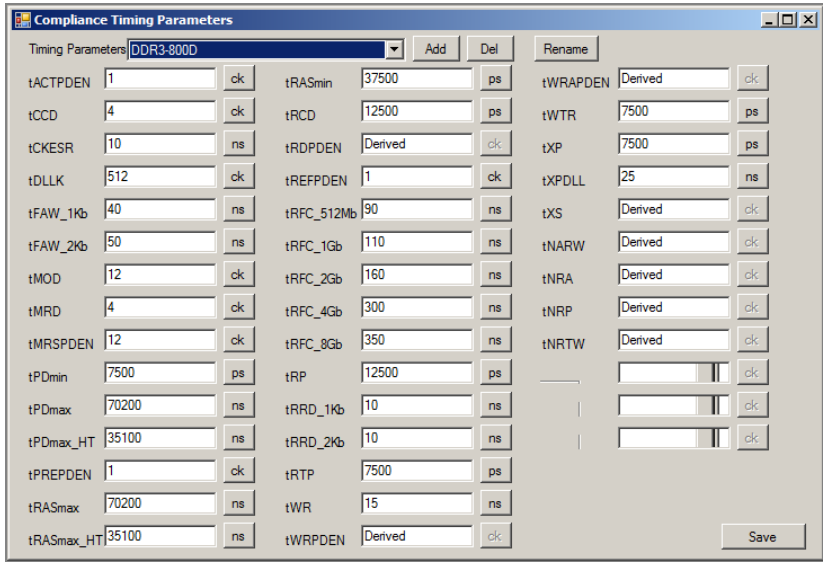 Compliance Timing Parameters
Timing Parameters DDR3-800D Add Del Rename
tACTPDEN 1 ck tRASmin 37500 ps tWRAPDEN Derived ck
tCCD 4 ck tRCD 12500 ps tWTR 7500 ps
tCKESR 10 ns tRDPDEN Derived ck tXP 7500 ps
tDLLK 512 ck tREFPDEN 1 ck tXPDLL 25 ns
tFAW_1Kb 40 ns tRFC_512Mb 90 ns tXS Derived ck
tFAW_2Kb 50 ns tRFC_1Gb 110 ns tNARW Derived ck
tMOD 12 ck tRFC_2Gb 160 ns tNRA Derived ck
tMRD 4 ck tRFC_4Gb 300 ns tNRP Derived ck
tMRSPDEN 12 ck tRFC_8Gb 350 ns tNRTW Derived ck
tPDmin 7500 ps tRP 12500 ps ck
tPDmax 70200 ns tRRD_1Kb 10 ns ck
tPDmax_HT 35100 ns tRRD_2Kb 10 ns ck
tPREPDEN 1 ck tRTP 7500 ps
tRASmax 70200 ns tWR 15 ns
tRASmax_HT 35100 ns tWRPDEN Derived ck Save